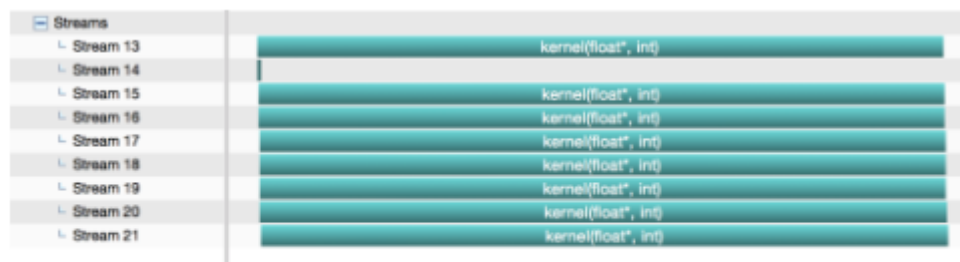 Streams
Stream 13 kernel(float*, int)
Stream 14
Stream 15 kernel(float*, int)
Stream 16 kernel(float*, int)
Stream 17 kernel(float*, int)
Stream 18 kernel(float*, int)
Stream 19 kernel(float*, int)
Stream 20 kernel(float*, int)
Stream 21 kernel(float*, int)